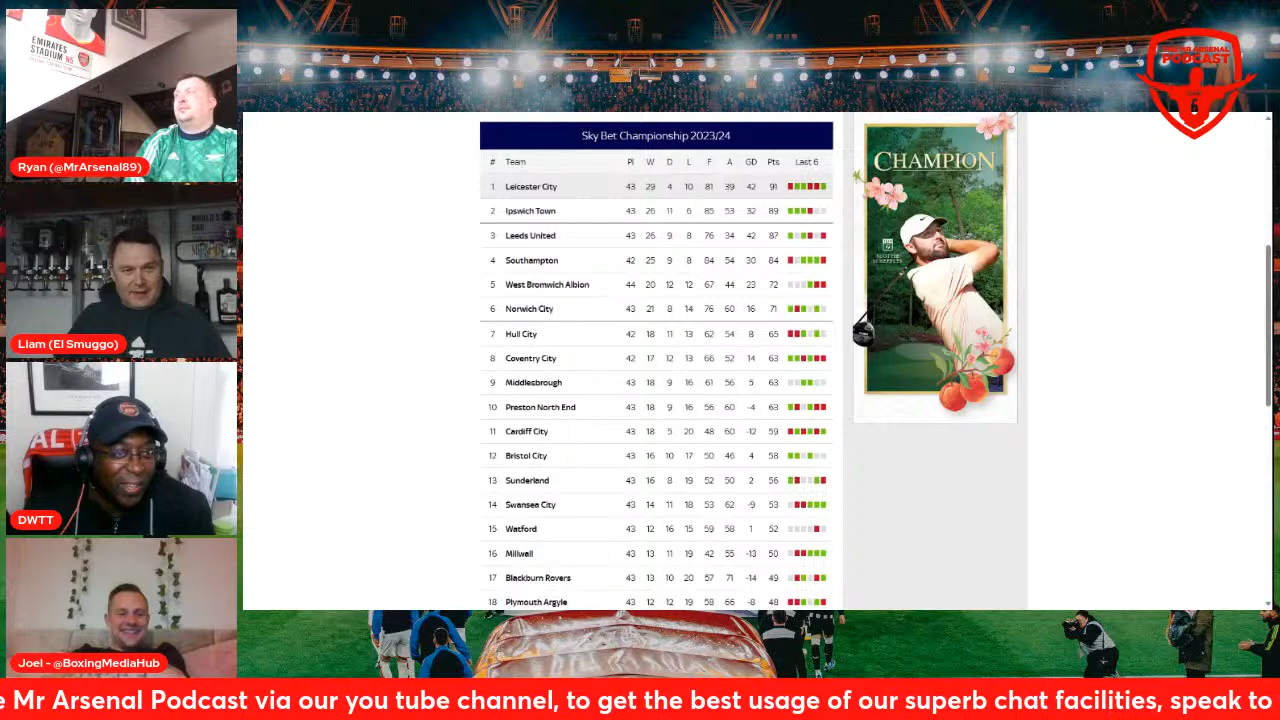 EMIRATES
STADIUM N5
Ryan (@MrArsenal89)
Liam (El Smuggo)
DWTT
Joel - @BoxingMediaHub
THE MR ARSENAL
PODCAST
Sky Bet Championship 2023/24
# Team Pl W D L F A GD Pts Last 6
1 Leicester City 43 29 4 10 81 39 42 91
2 Ipswich Town 43 26 11 6 85 53 32 89
3 Leeds United 43 26 9 8 76 34 42 87
4 Southampton 42 25 9 8 84 54 30 84
5 West Bromwich Albion 44 20 12 12 67 44 23 72
6 Norwich City 43 21 8 14 76 60 16 71
7 Hull City 42 18 11 13 62 54 8 65
8 Coventry City 42 17 12 13 66 52 14 63
9 Middlesbrough 43 18 9 16 61 56 5 63
10 Preston North End 43 18 9 16 56 60 -4 63
11 Cardiff City 43 18 5 20 48 60 -12 59
12 Bristol City 43 16 10 17 50 46 4 58
13 Sunderland 43 16 8 19 52 50 2 56
14 Swansea City 43 14 11 18 53 62 -9 53
15 Watford 43 12 16 15 59 58 1 52
16 Millwall 43 13 11 19 42 55 -13 50
17 Blackburn Rovers 43 13 10 20 57 71 -14 49
18 Plymouth Argyle 43 12 12 19 58 66 -8 48
CHAMPION
SCOTTIE
SCHEFFLER
e Mr Arsenal Podcast via our you tube channel, to get the best usage of our superb chat facilities, speak to